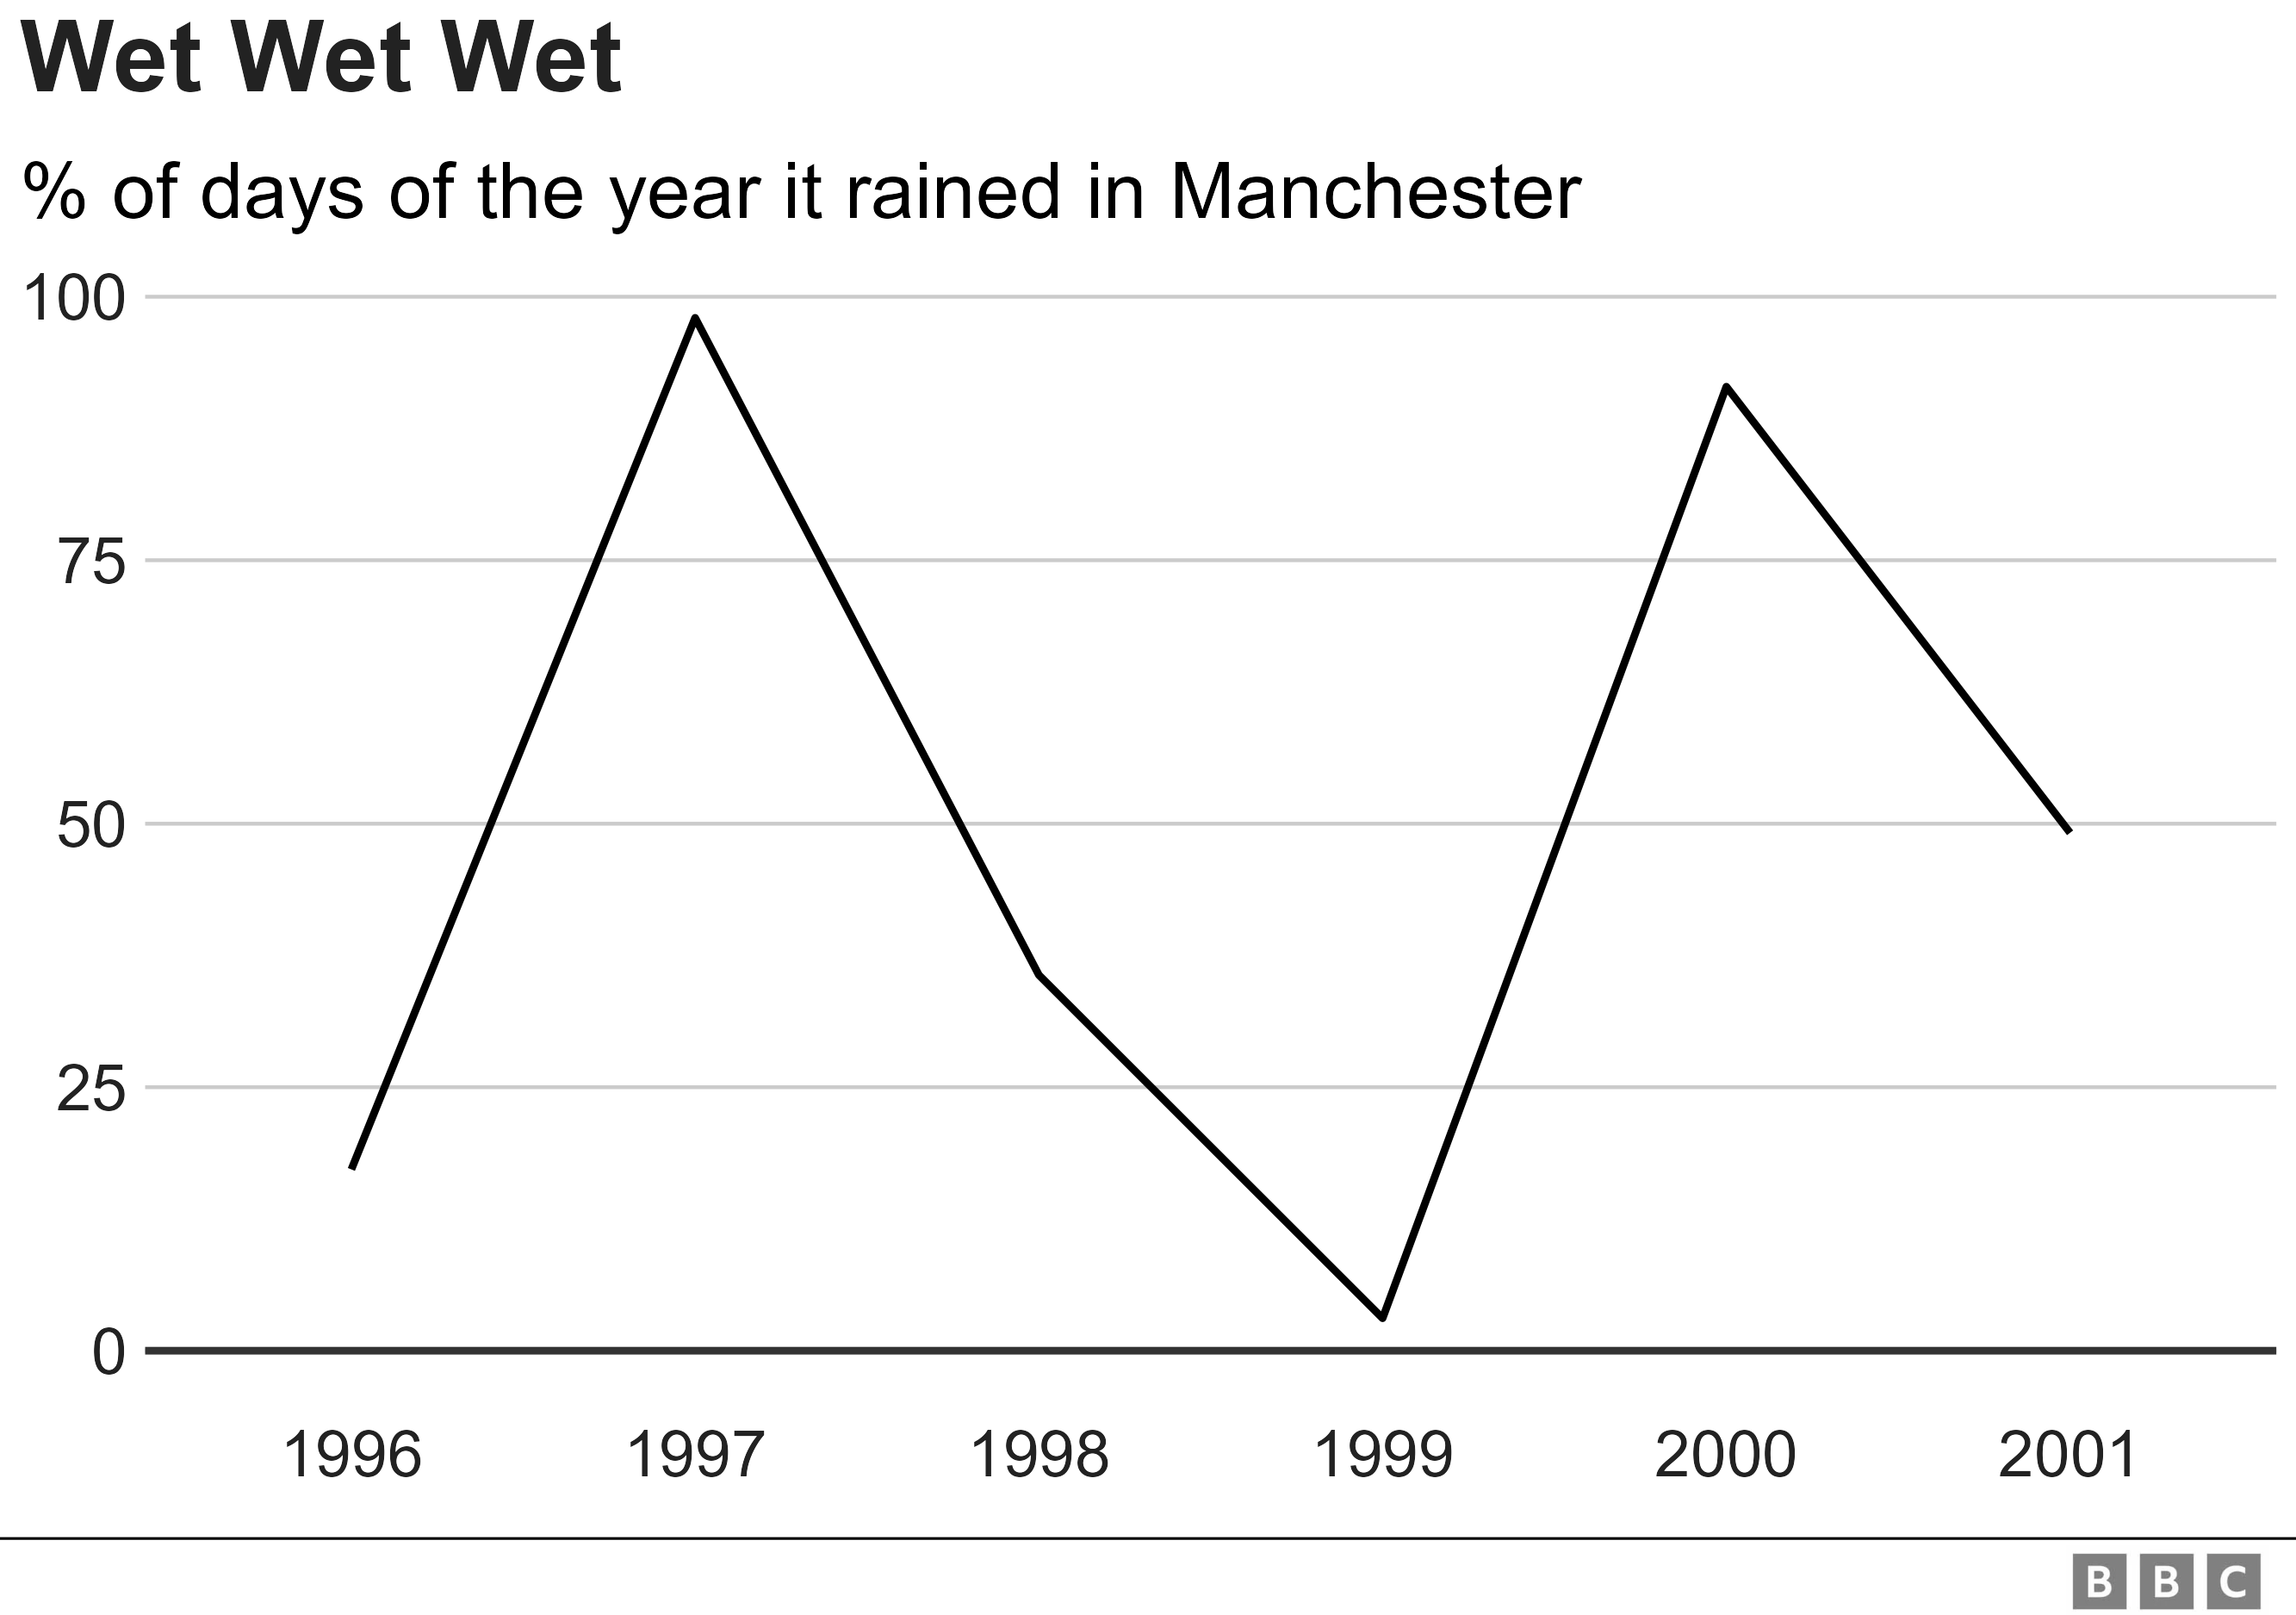 Wet Wet Wet
% of days of the year it rained in Manchester
100
75
50
25
0
1996 1997 1998 1999 2000 2001
BBC